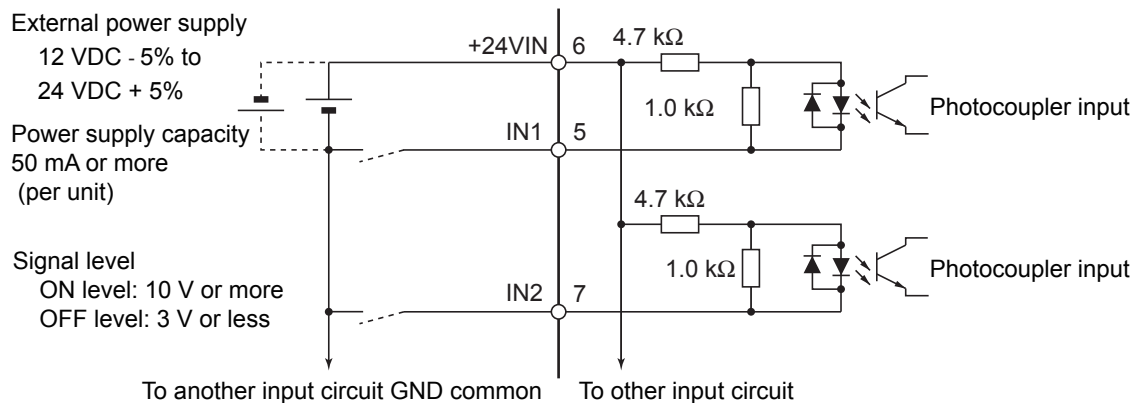 External power supply
12 VDC - 5% to
24 VDC + 5%
Power supply capacity
50 mA or more
(per unit)
Signal level
ON level: 10 V or more
OFF level: 3 V or less
+24VIN
6
4.7 kΩ
1.0 kΩ
Photocoupler input
IN1
5
4.7 kΩ
1.0 kΩ
Photocoupler input
IN2
7
To another input circuit GND common
To other input circuit